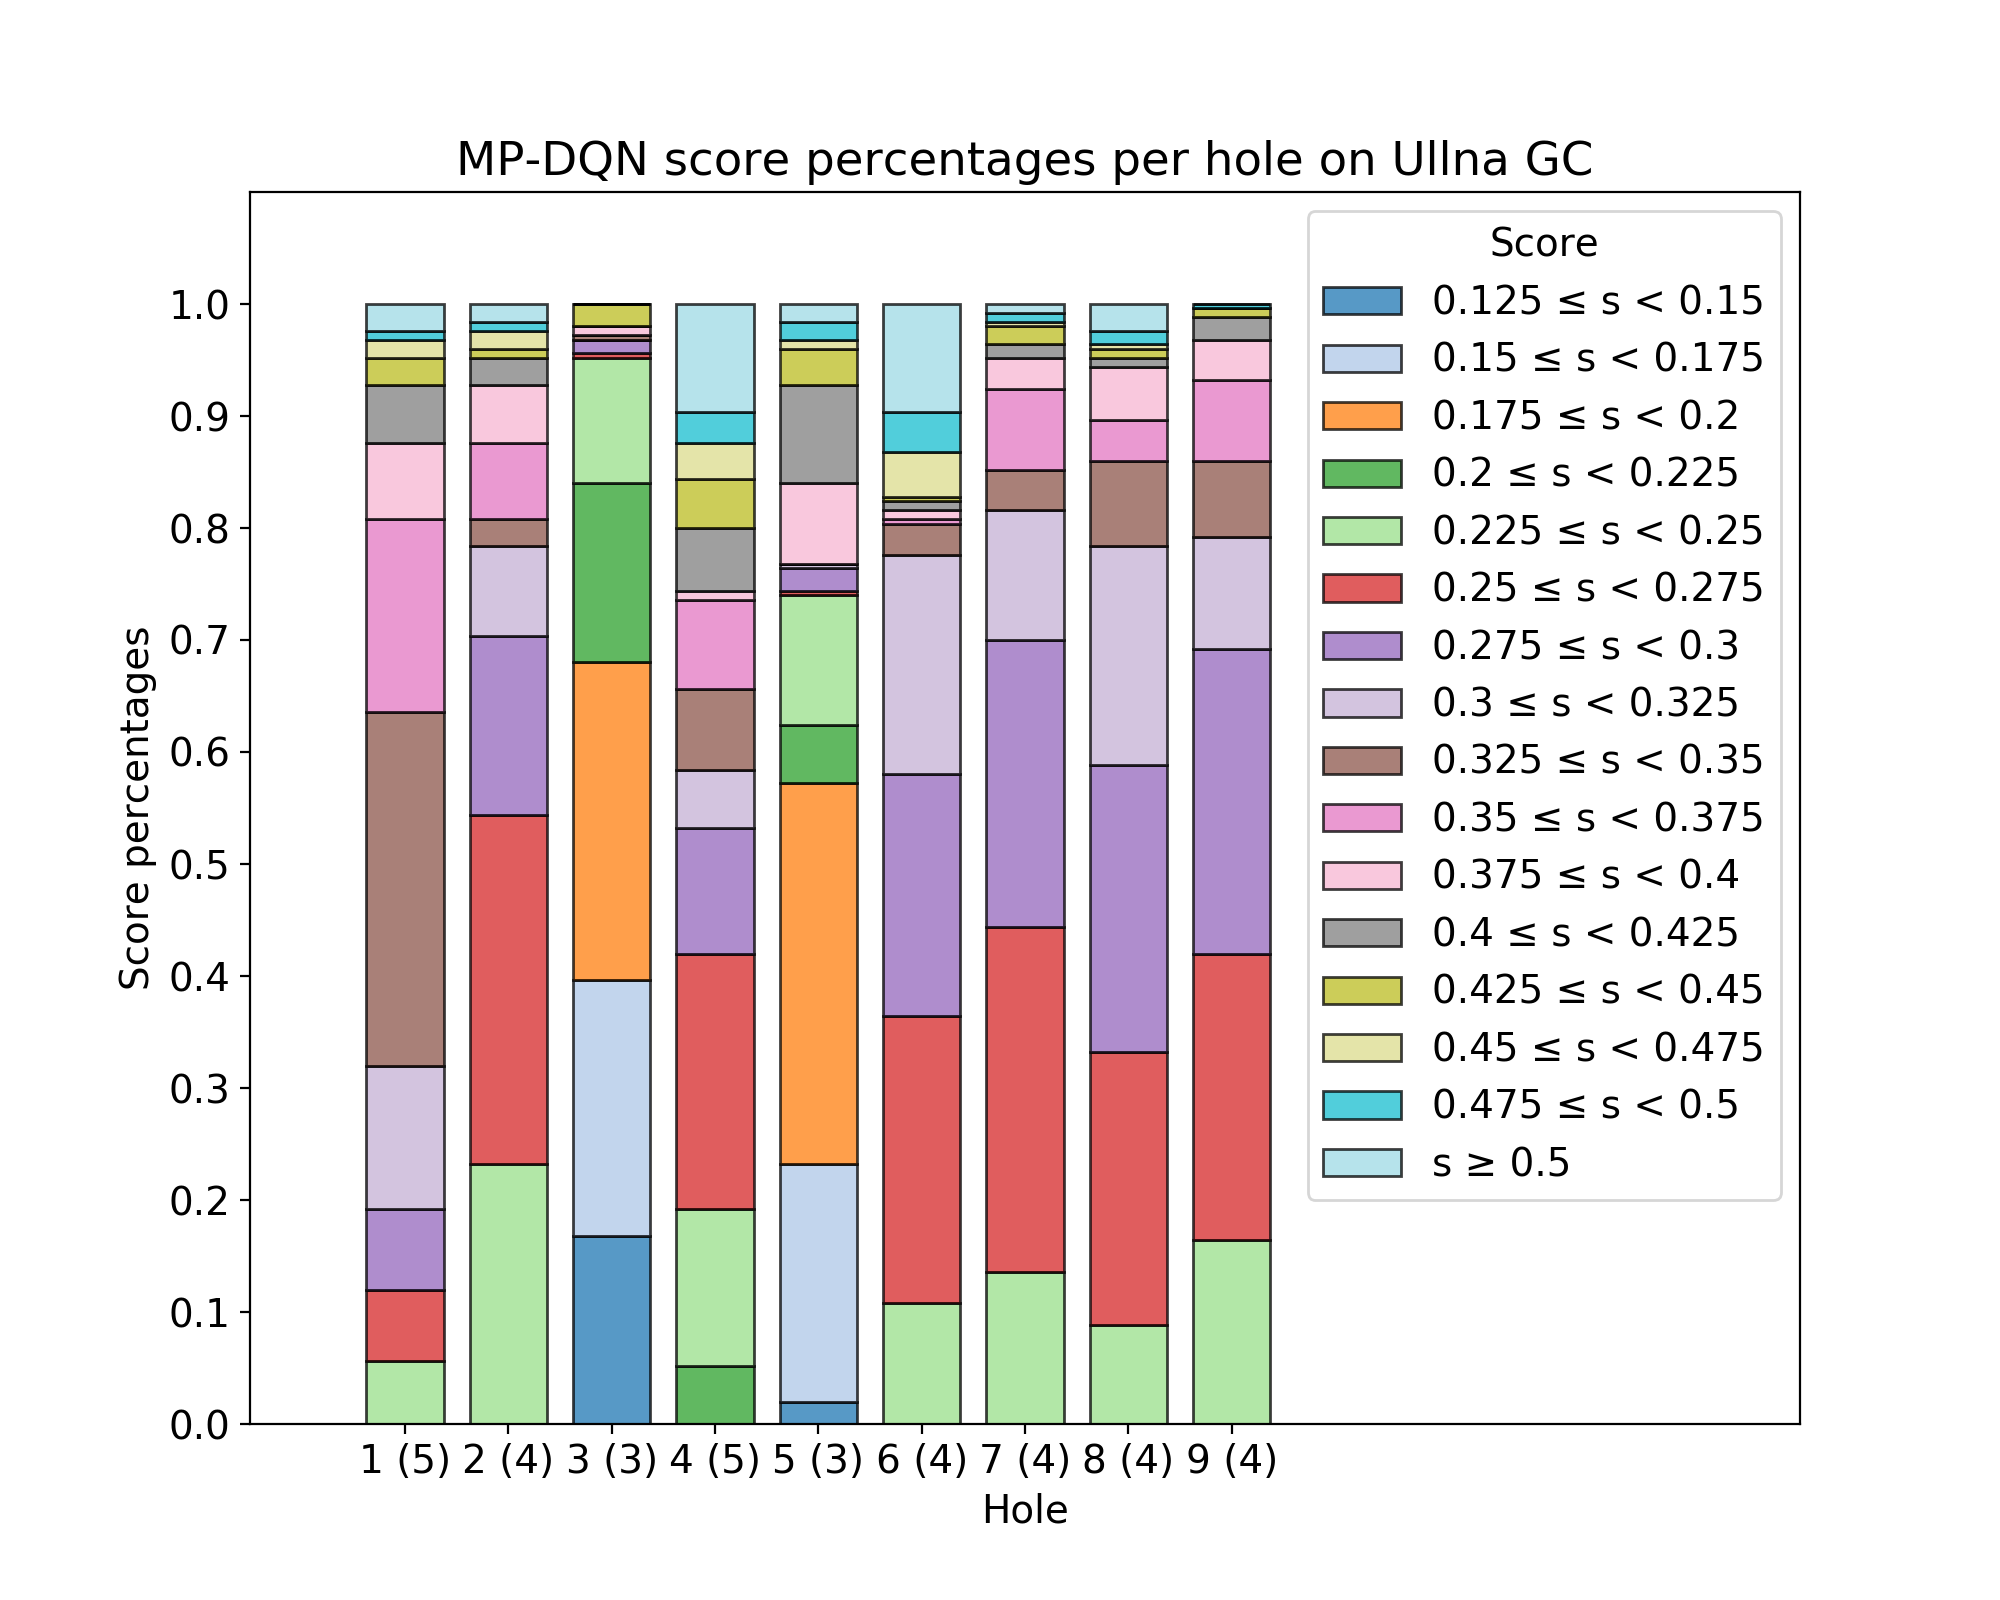 MP-DQN score percentages per hole on Ullna GC
Score
0.125 ≤ s < 0.15
0.15 ≤ s < 0.175
0.175 ≤ s < 0.2
0.2 ≤ s < 0.225
0.225 ≤ s < 0.25
0.25 ≤ s < 0.275
0.275 ≤ s < 0.3
0.3 ≤ s < 0.325
0.325 ≤ s < 0.35
0.35 ≤ s < 0.375
0.375 ≤ s < 0.4
0.4 ≤ s < 0.425
0.425 ≤ s < 0.45
0.45 ≤ s < 0.475
0.475 ≤ s < 0.5
s ≥ 0.5
Score percentages
1.0
0.9
0.8
0.7
0.6
0.5
0.4
0.3
0.2
0.1
0.0
1 (5) 2 (4) 3 (3) 4 (5) 5 (3) 6 (4) 7 (4) 8 (4) 9 (4)
Hole